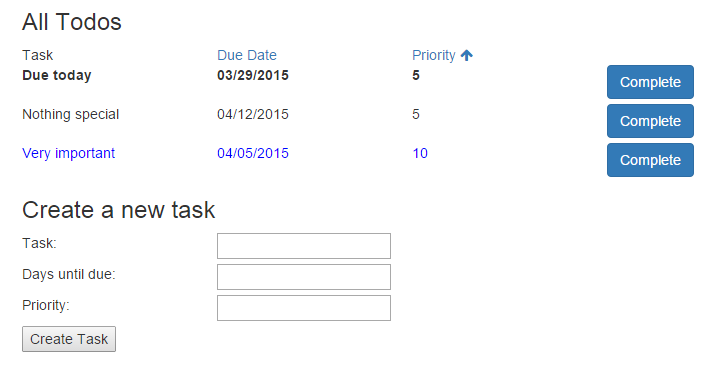 All Todos
Task Due Date Priority
Due today 03/29/2015 5 Complete
Nothing special 04/12/2015 5 Complete
Very important 04/05/2015 10 Complete
Create a new task
Task:
Days until due:
Priority:
Create Task